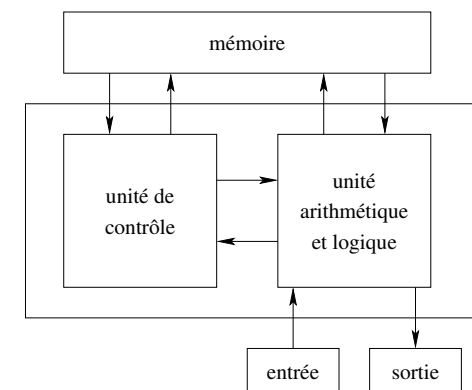 mémoire
unité de
contrôle
unité
arithmétique
et logique
entrée
sortie